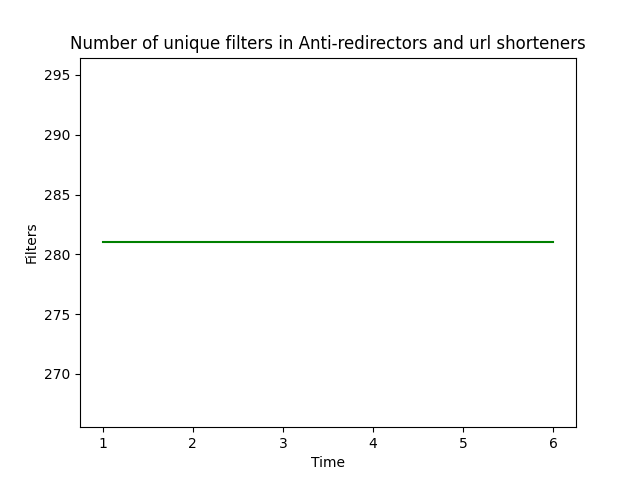 Number of unique filters in Anti-redirectors and url shorteners
295
290
285
280
275
270
Filters
1 2 3 4 5 6
Time